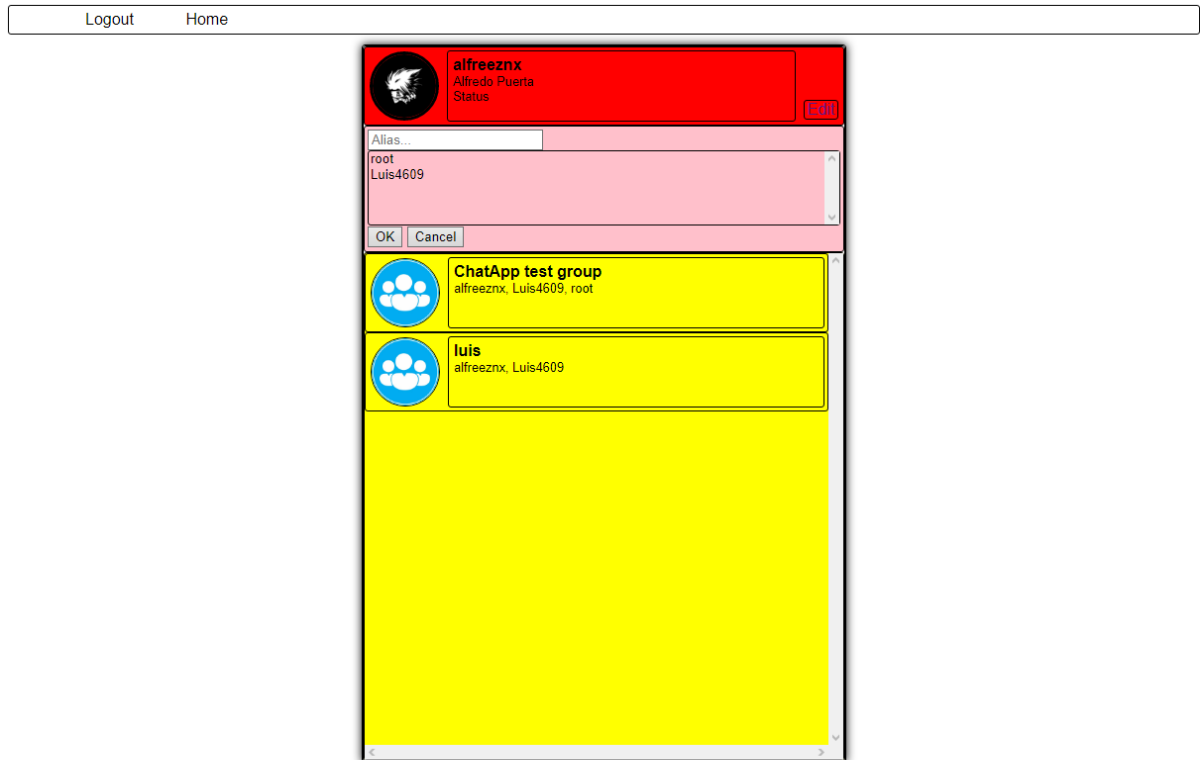 Logout Home
alfreeznx
Alfredo Puerta
Status
Edit
Alias...
root
Luis4609
OK Cancel
ChatApp test group
alfreeznx, Luis4609, root
luis
alfreeznx, Luis4609